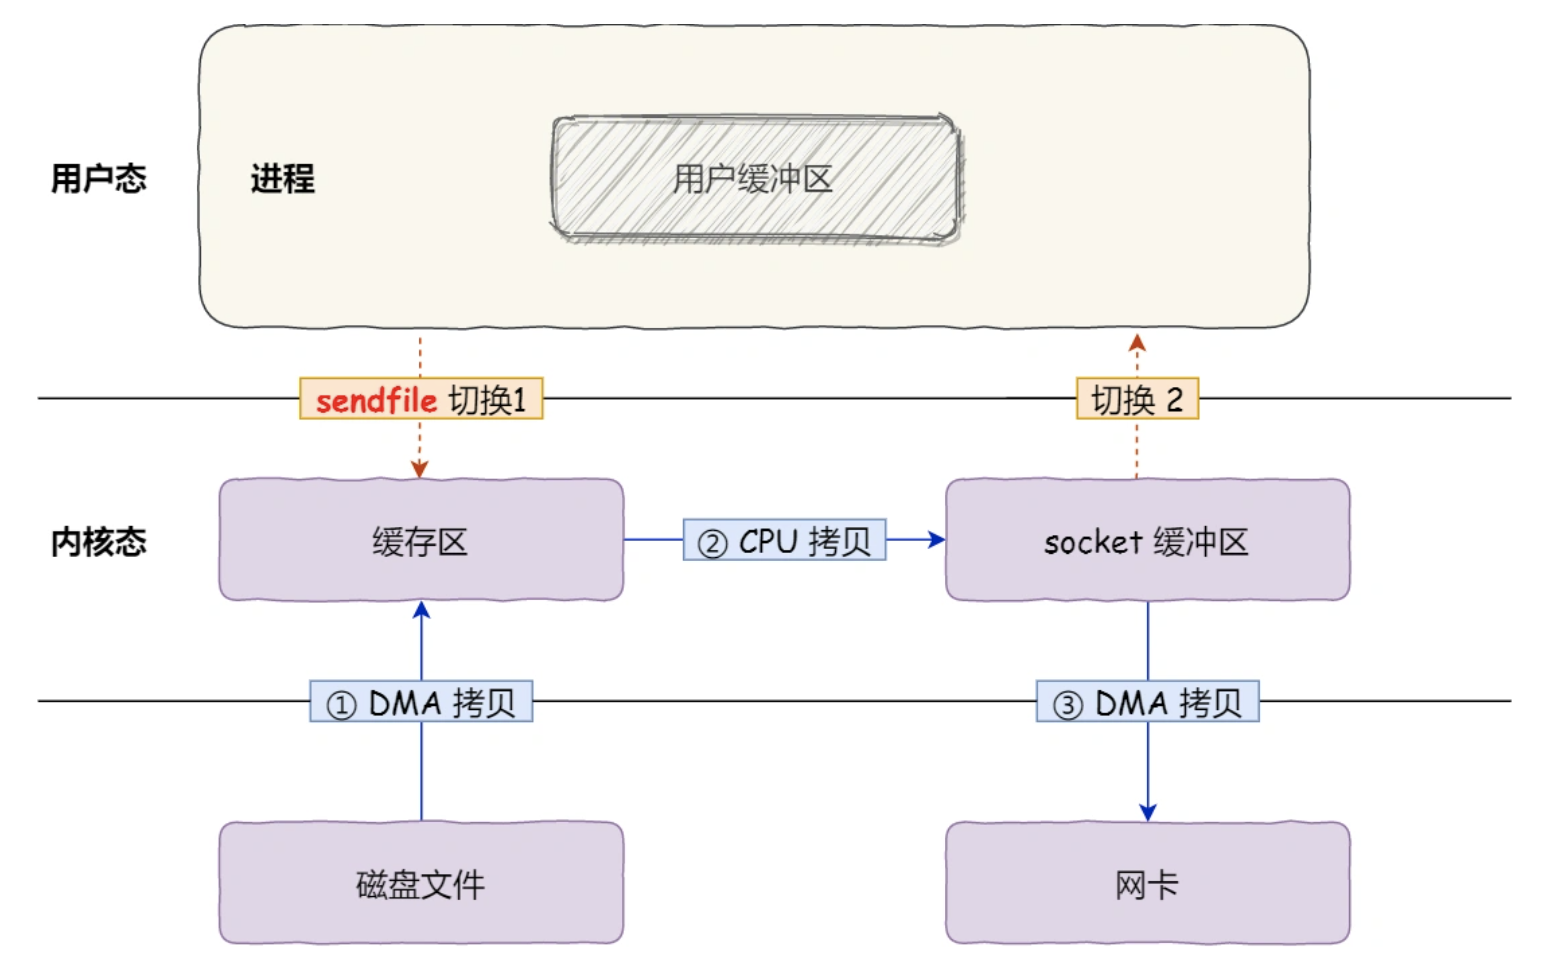 用户态
进程
用户缓冲区
sendfile 切换1
切换 2
内核态
缓存区
② CPU 拷贝
socket 缓冲区
① DMA 拷贝
③ DMA 拷贝
磁盘文件
网卡